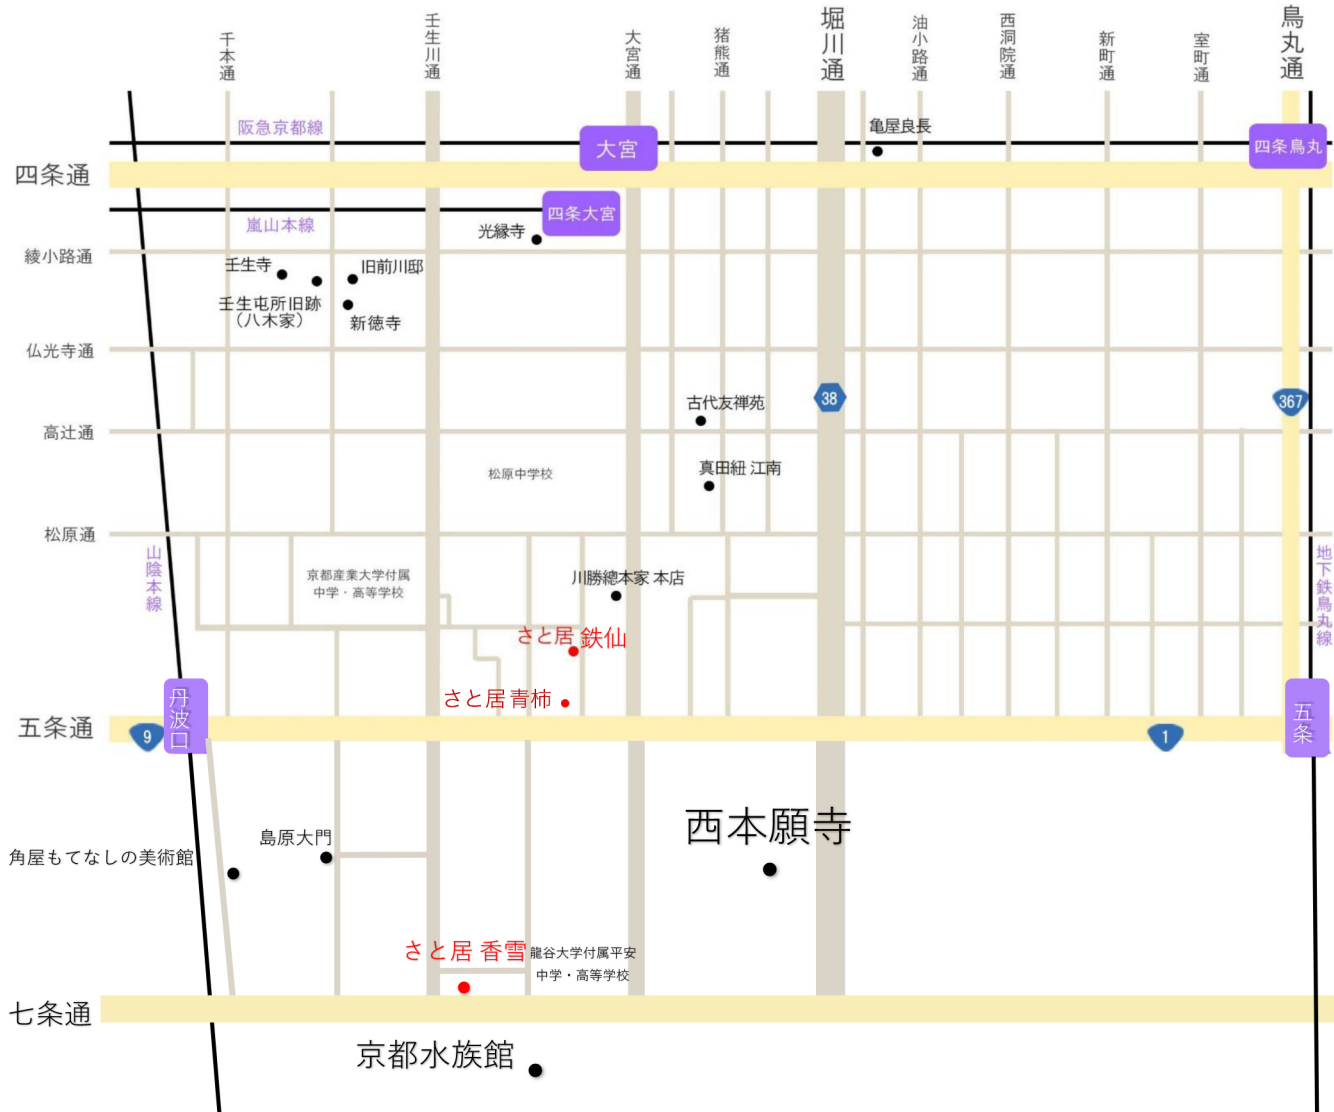 千本通
壬生川通
大宮通
猪熊通
堀川通
油小路通
西洞院通
新町通
室町通
烏丸通
阪急京都線
大宮
亀屋良長
四条烏丸
四条通
嵐山本線
四条大宮
光縁寺
綾小路通
壬生寺
旧前川邸
壬生屯所旧跡
（八木家）
新徳寺
仏光寺通
38
367
古代友禅苑
高辻通
松原中学校
真田紐 江南
松原通
山陰本線
京都産業大学付属
中学・高等学校
川勝總本家 本店
地下鉄烏丸線
さと居 鉄仙
さと居 青柿
丹波口
五条
五条通
9
1
西本願寺
島原大門
角屋もてなしの美術館
さと居 香雪
龍谷大学付属平安
中学・高等学校
七条通
京都水族館